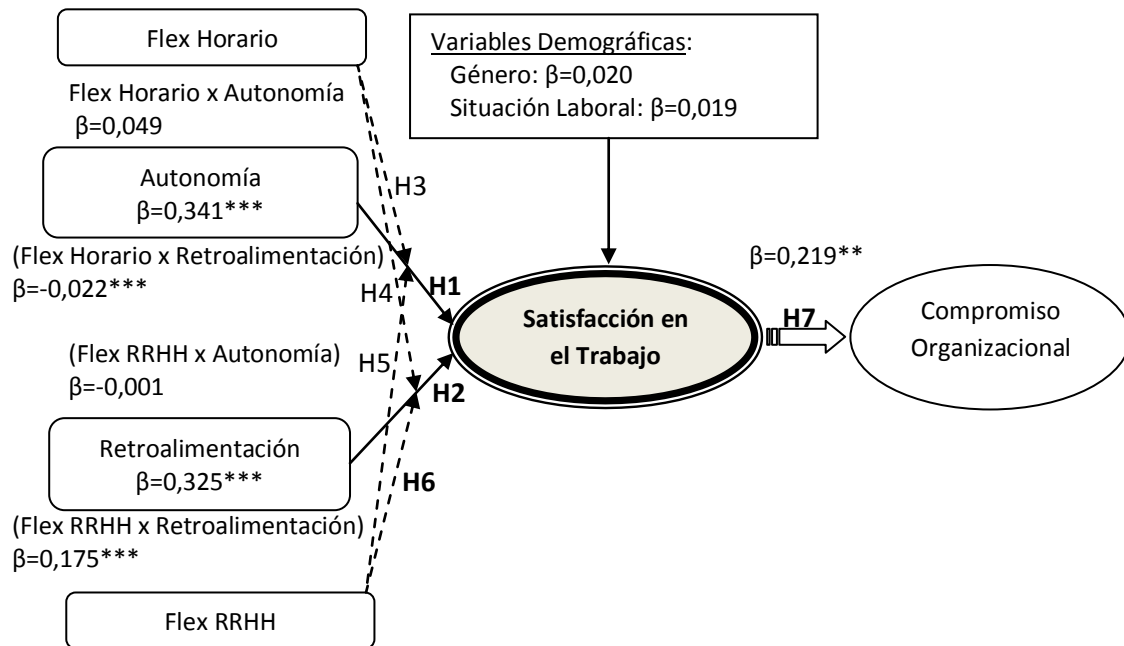 Flex Horario
Variables Demográficas:
Género: β=0,020
Situación Laboral: β=0,019
Flex Horario x Autonomía
β=0,049
Autonomía
β=0,341***
H3
(Flex Horario x Retroalimentación)
β=-0,022***
H4
H1
β=0,219**
Satisfacción en
el Trabajo
H7
Compromiso
Organizacional
(Flex RRHH x Autonomía)
β=-0,001
H5
H2
Retroalimentación
β=0,325***
H6
(Flex RRHH x Retroalimentación)
β=0,175***
Flex RRHH